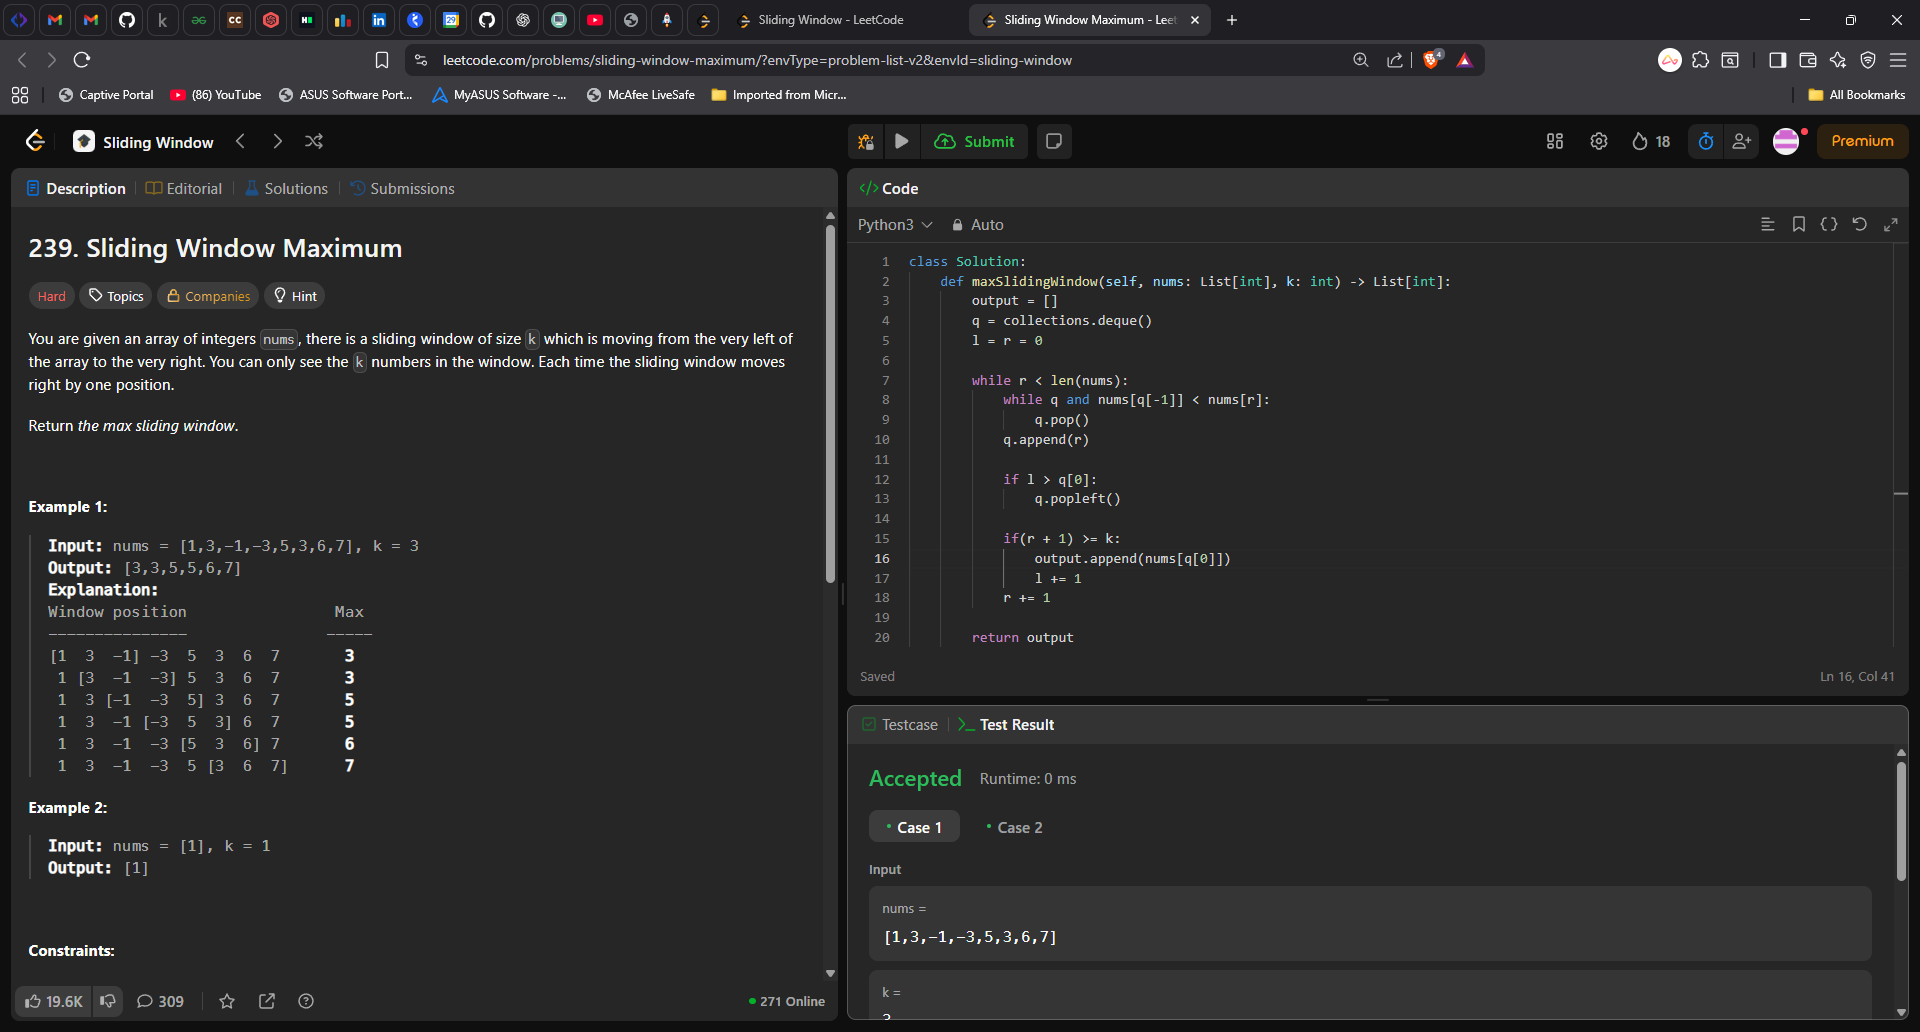 Sliding Window - LeetCode
Sliding Window Maximum - Leet
leetcode.com/problems/sliding-window-maximum/?envType=problem-list-v2&envId=sliding-window
4
Captive Portal
(86) YouTube
ASUS Software Port...
MyASUS Software -...
McAfee LiveSafe
Imported from Micr...
All Bookmarks
Sliding Window
Submit
18
Premium
Description
Editorial
Solutions
Submissions
239. Sliding Window Maximum
Hard
Topics
Companies
Hint
You are given an array of integers nums, there is a sliding window of size k which is moving from the very left of
the array to the very right. You can only see the k numbers in the window. Each time the sliding window moves
right by one position.
Return the max sliding window.
Example 1:
Input: nums = [1,3,-1,-3,5,3,6,7], k = 3
Output: [3,3,5,5,6,7]
Explanation:
Window position Max
--------------- -----
[1 3 -1] -3 5 3 6 7 3
1 [3 -1 -3] 5 3 6 7 3
1 3 [-1 -3 5] 3 6 7 5
1 3 -1 [-3 5 3] 6 7 5
1 3 -1 -3 [5 3 6] 7 6
1 3 -1 -3 5 [3 6 7] 7
Example 2:
Input: nums = [1], k = 1
Output: [1]
Constraints:
19.6K
309
271 Online
Code
Python3
Auto
1 class Solution:
2 def maxSlidingWindow(self, nums: List[int], k: int) -> List[int]:
3 output = []
4 q = collections.deque()
5 l = r = 0
6
7 while r < len(nums):
8 while q and nums[q[-1]] < nums[r]:
9 q.pop()
10 q.append(r)
11
12 if l > q[0]:
13 q.popleft()
14
15 if(r + 1) >= k:
16 output.append(nums[q[0]])
17 l += 1
18 r += 1
19
20 return output
Saved
Ln 16, Col 41
Testcase
Test Result
Accepted
Runtime: 0 ms
Case 1
Case 2
Input
nums =
[1,3,-1,-3,5,3,6,7]
k =